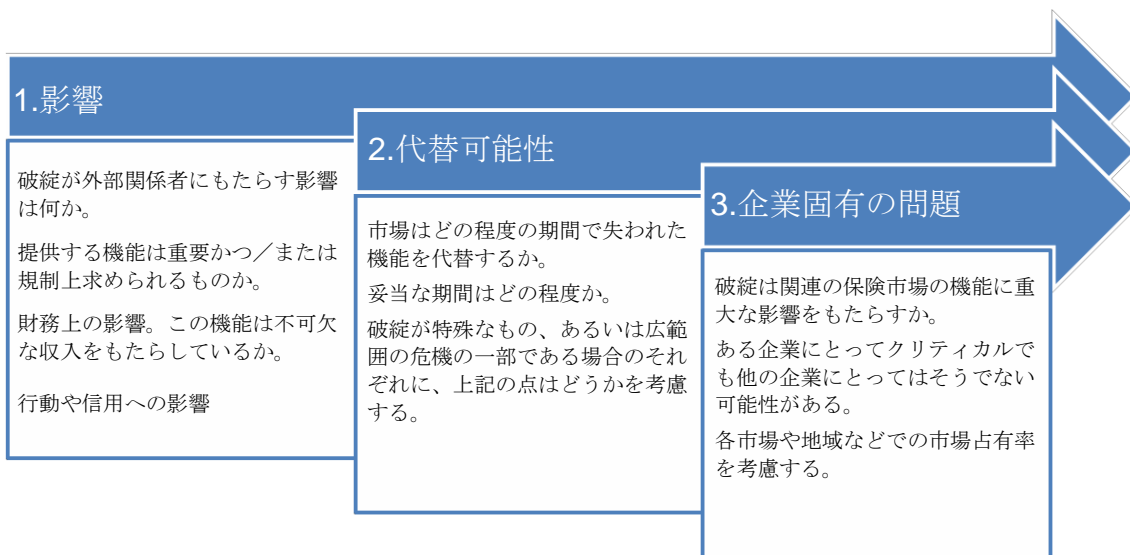 1.影響
破綻が外部関係者にもたらす影響
は何か。
提供する機能は重要かつ／または
規制上求められるものか。
財務上の影響。この機能は不可欠
な収入をもたらしているか。
行動や信用への影響
2.代替可能性
市場はどの程度の期間で失われた
機能を代替するか。
妥当な期間はどの程度か。
破綻が特殊なもの、あるいは広範
囲の危機の一部である場合のそれ
ぞれに、上記の点はどうかを考慮
する。
3.企業固有の問題
破綻は関連の保険市場の機能に重
大な影響をもたらすか。
ある企業にとってクリティカルで
も他の企業にとってはそうでない
可能性がある。
各市場や地域などでの市場占有率
を考慮する。